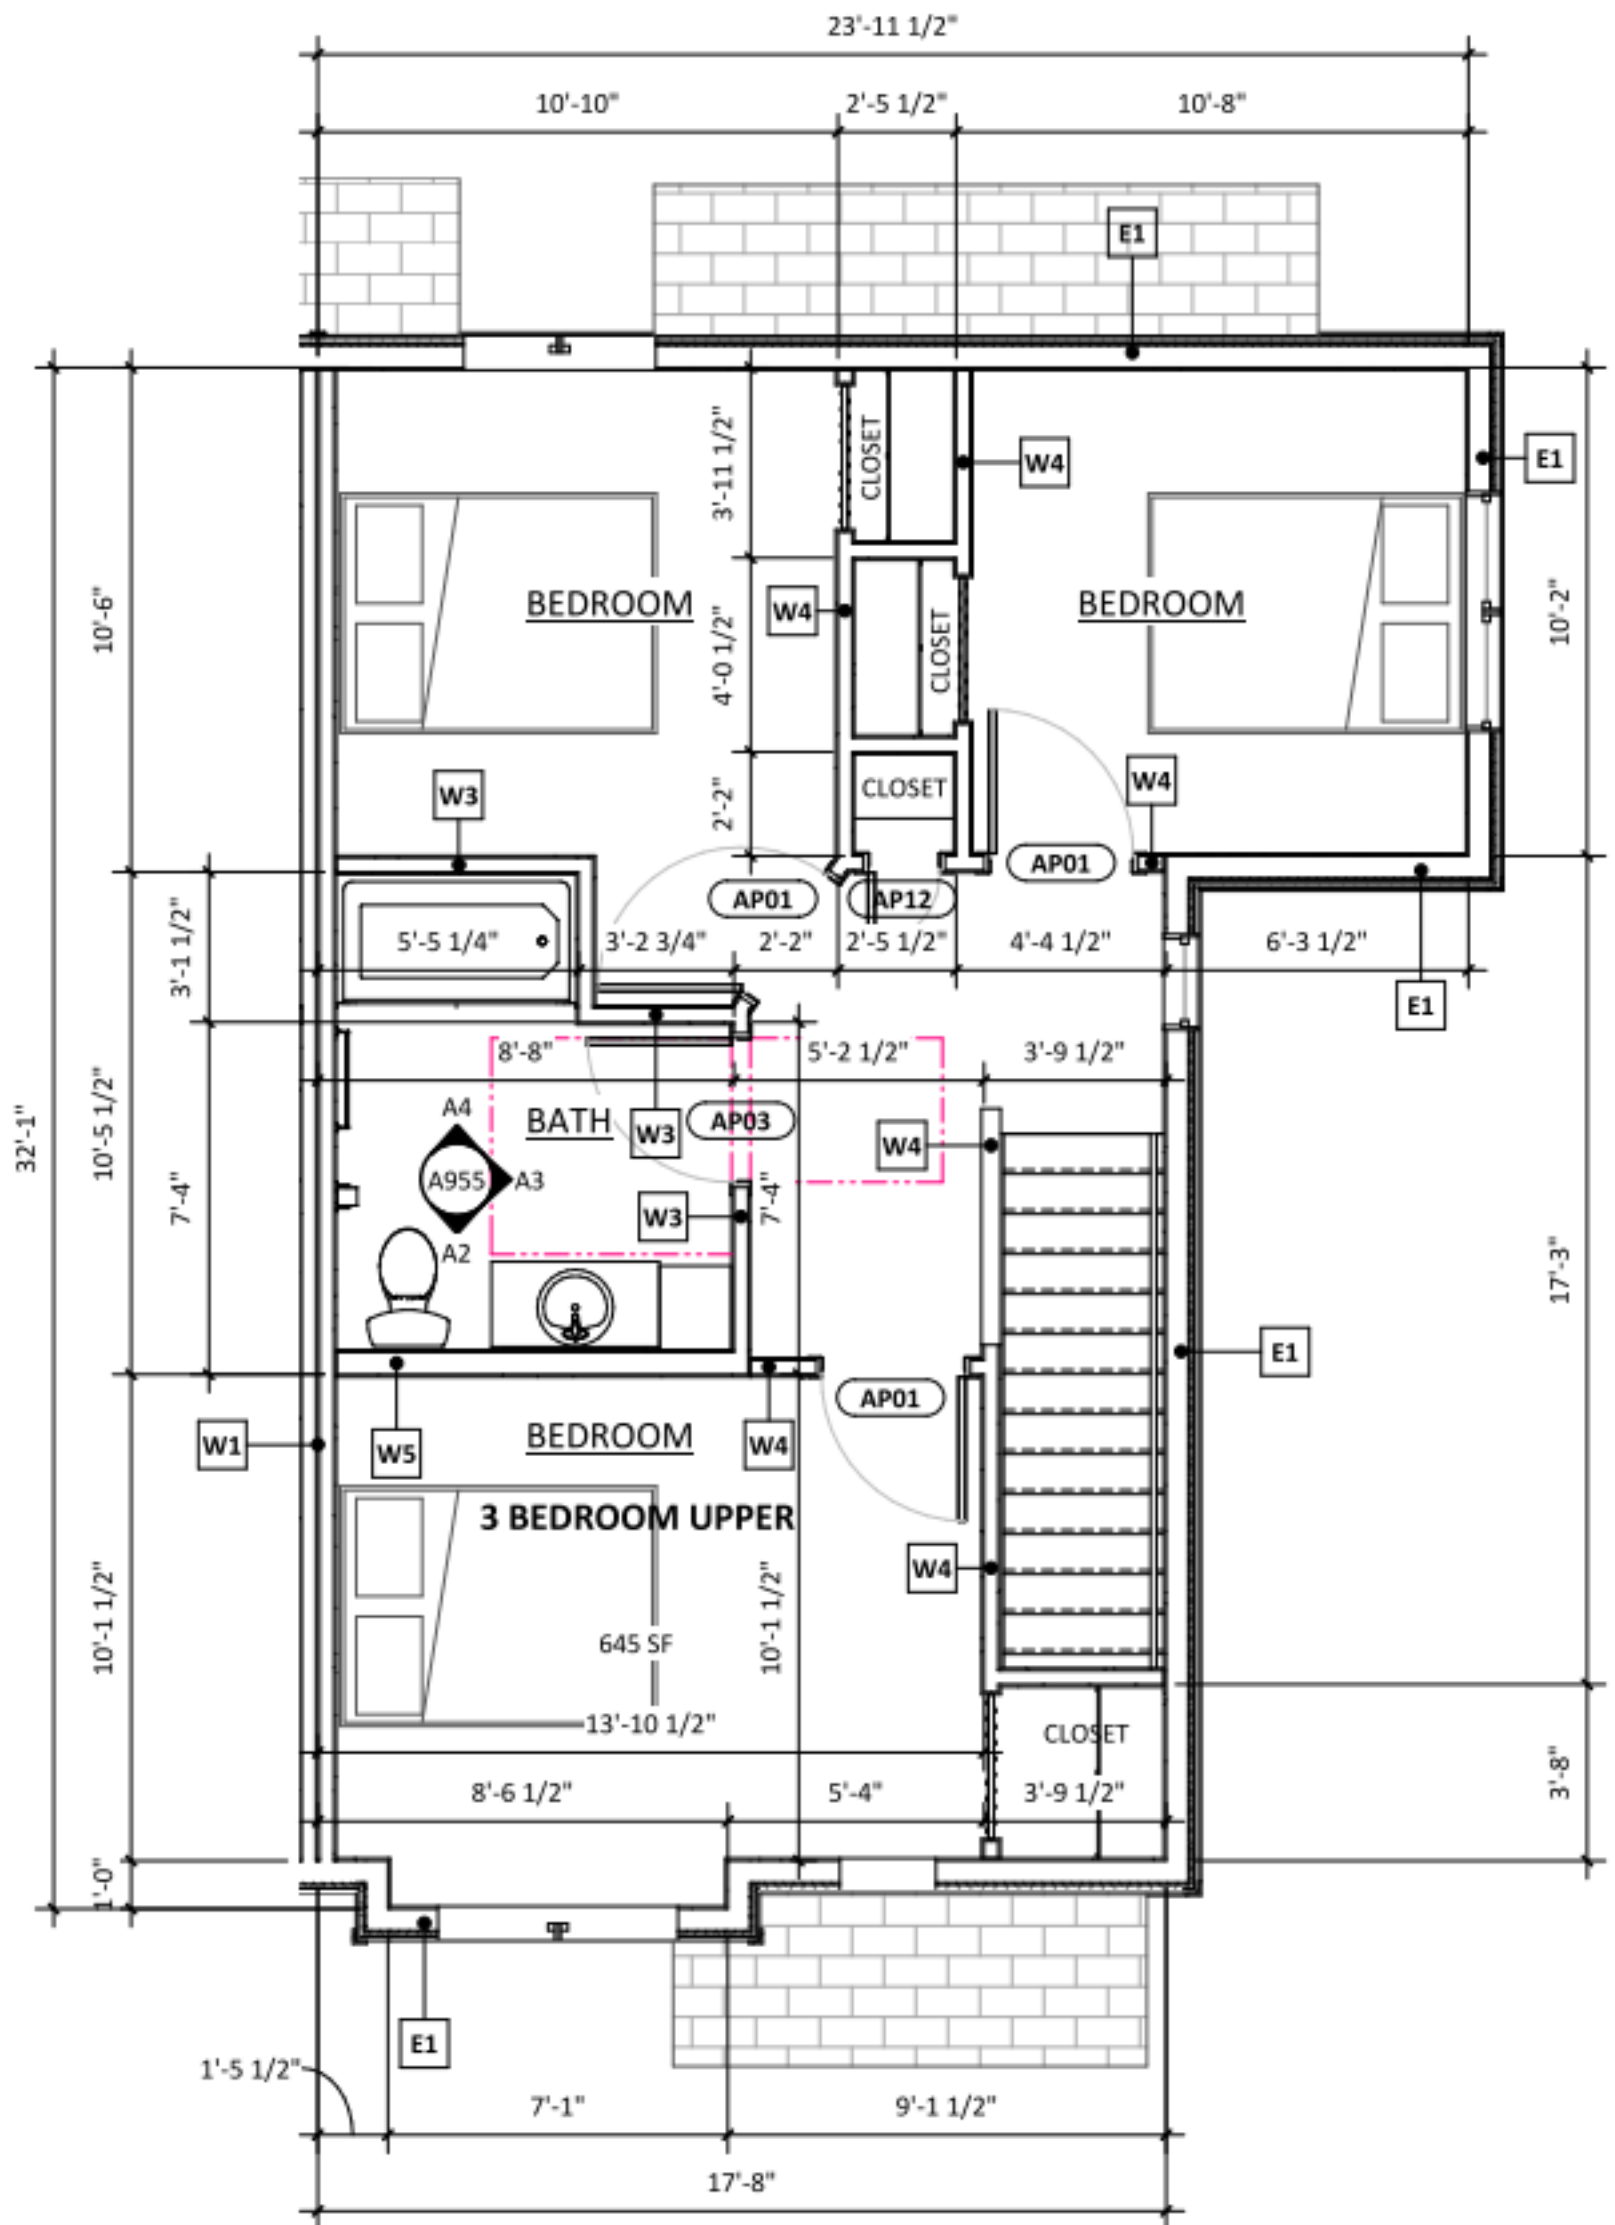 23'-11 1/2"
10'-10"
2'-5 1/2"
10'-8"
E1
3'-11 1/2"
CLOSET
W4
E1
10'-6"
BEDROOM
W4
4'-0 1/2"
CLOSET
BEDROOM
10'-2"
W3
2'-2"
CLOSET
W4
AP01
AP01
AP12
3'-1 1/2"
5'-5 1/4"
3'-2 3/4"
2'-2"
2'-5 1/2"
4'-4 1/2"
6'-3 1/2"
E1
8'-8"
5'-2 1/2"
3'-9 1/2"
32'-1"
10'-5 1/2"
A4
BATH
AP03
W3
W4
A955
A3
7'-4"
W3
7'-4"
A2
17'-3"
E1
AP01
W1
W5
BEDROOM
W4
3 BEDROOM UPPER
W4
10'-1 1/2"
645 SF
10'-1 1/2"
13'-10 1/2"
CLOSET
8'-6 1/2"
5'-4"
3'-9 1/2"
3'-8"
1'-0"
E1
1'-5 1/2"
7'-1"
9'-1 1/2"
17'-8"